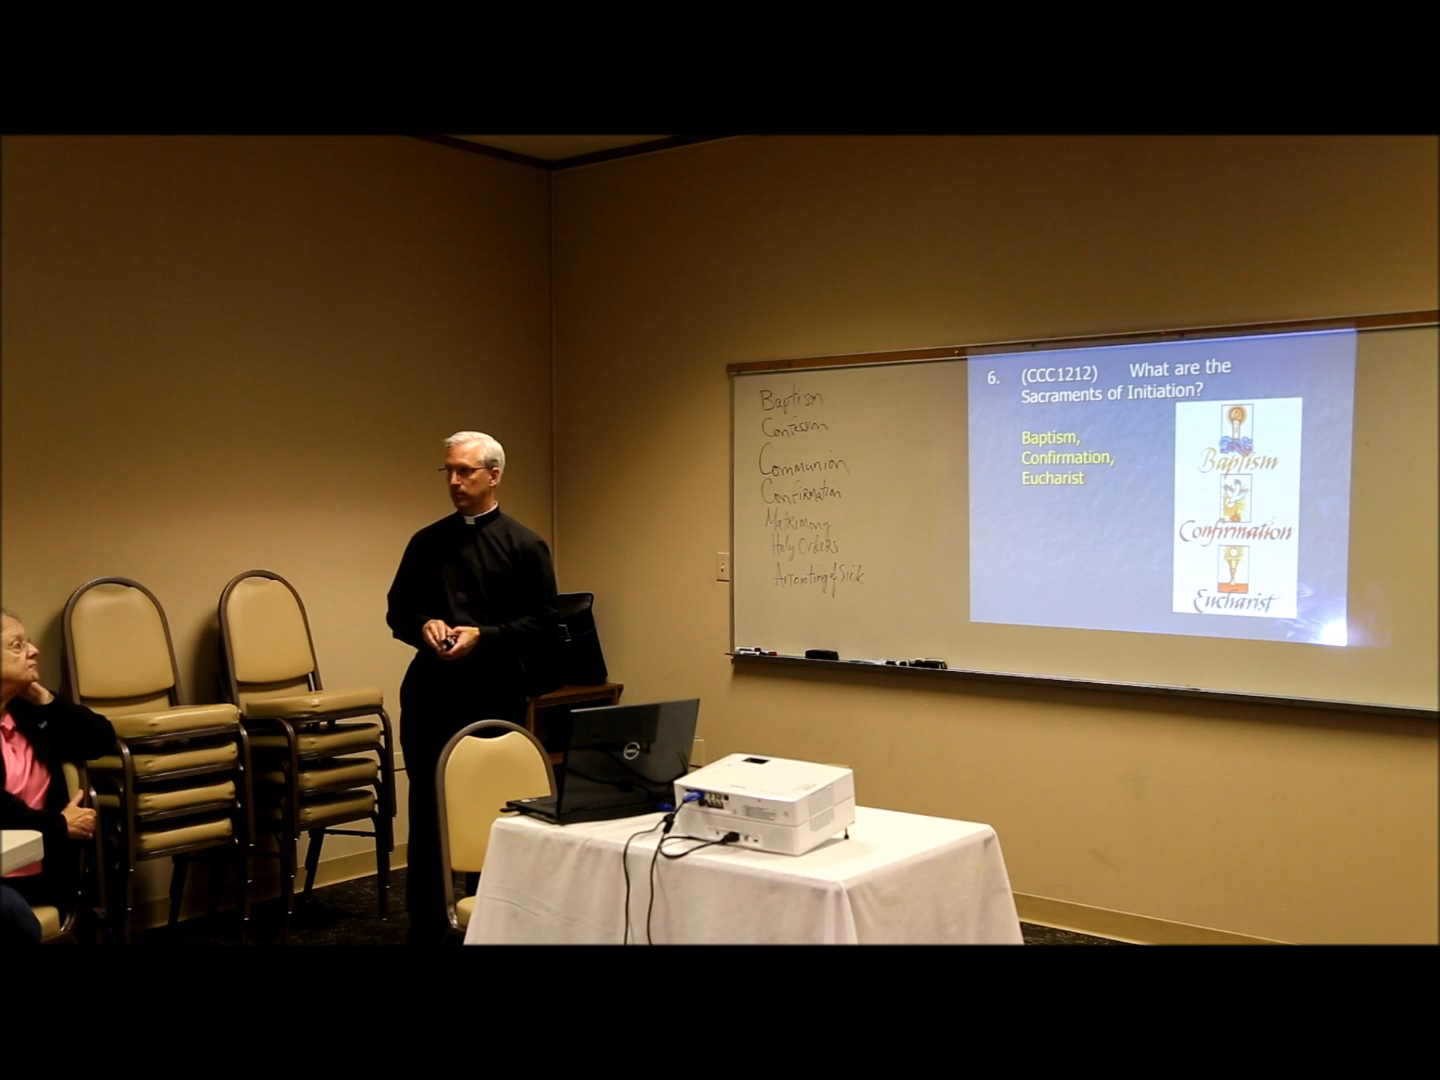 Baptism
Confession
Communion
Confirmation
Matrimony
Holy Orders
Anointing of Sick
6. (CCC1212) What are the
Sacraments of Initiation?
Baptism,
Confirmation,
Eucharist
Baptism
Confirmation
Eucharist
DELL